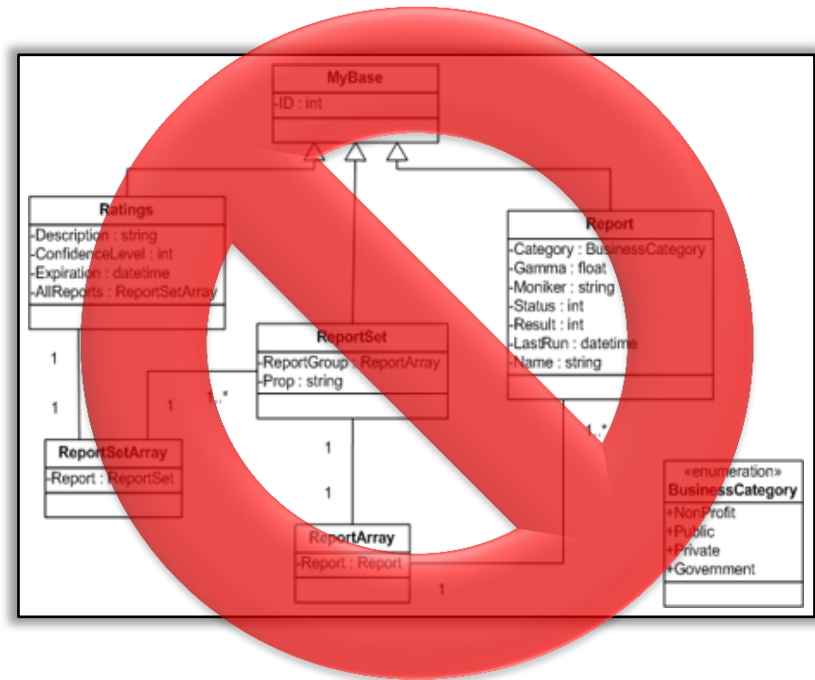 MyBase
-ID : int
Ratings
-Description : string
-ConfidenceLevel : int
-Expiration : datetime
-AllReports : ReportSetArray
Report
-Category : BusinessCategory
-Gamma : float
-Moniker : string
-Status : int
-Result : int
-LastRun : datetime
-Name : string
ReportSet
-ReportGroup : ReportArray
-Prop : string
1
1
1
1..*
ReportSetArray
-Report : ReportSet
1
1
1..*
«enumeration»
BusinessCategory
+NonProfit
+Public
+Private
+Government
ReportArray
-Report : Report
1